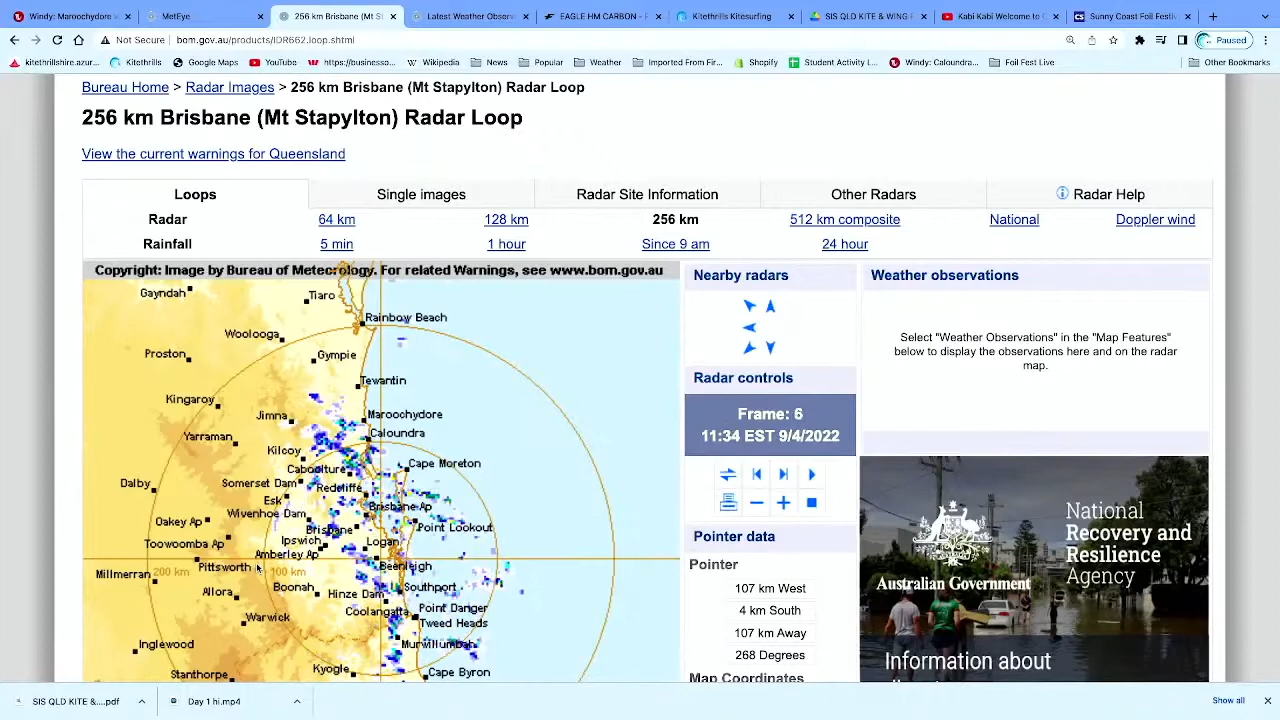 Windy: Maroochydo
MetEye
256 km Brisbane (Mt St
Latest Weather Observa
EAGLE HM CARBON - F
Kitethrills Kitesurfing
SIS QLD KITE & WING F
Kabi Kabi Welcome to C
Sunny Coast Foil Festiv
Not Secure
bom.gov.au/products/IDR662.loop.shtml
Paused
kitethrillshire.azur...
Kitethrills
Google Maps
YouTube
https://businesso...
Wikipedia
News
Popular
Weather
Imported From Fir...
Shopify
Student Activity L...
Windy: Caloundra...
Foil Fest Live
Other Bookmarks
Bureau Home > Radar Images > 256 km Brisbane (Mt Stapylton) Radar Loop
256 km Brisbane (Mt Stapylton) Radar Loop
View the current warnings for Queensland
Loops
Single images
Radar Site Information
Other Radars
Radar Help
Radar
64 km
128 km
256 km
512 km composite
National
Doppler wind
Rainfall
5 min
1 hour
Since 9 am
24 hour
Copyright: Image by Bureau of Meteorology. For related Warnings, see www.bom.gov.au
Gayndah
Tiaro
Rainbow Beach
Woolooga
Proston
Gympie
Tewantin
Kingaroy
Jimna
Maroochydore
Yarraman
Caloundra
Kilcoy
Caboolture
Cape Moreton
Dalby
Somerset Dam
Redcliffe
Esk
Wivenhoe Dam
Brisbane Ap
Oakey Ap
Brisbane
Point Lookout
Toowoomba Ap
Ipswich
Logan
Amberley Ap
Pittsworth
Beenleigh
Millmerran
200 km
100 km
Boonah
Southport
Allora
Hinze Dam
Coolangatta
Point Danger
Warwick
Tweed Heads
Inglewood
Murwillumbah
Kyogle
Cape Byron
Stanthorpe
Nearby radars
Radar controls
Frame: 6
11:34 EST 9/4/2022
Pointer data
Pointer
107 km West
4 km South
107 km Away
268 Degrees
Map Coordinates
Weather observations
Select "Weather Observations" in the "Map Features"
below to display the observations here and on the radar
map.
National
Recovery and
Resilience
Agency
Australian Government
Information about
SIS QLD KITE &....pdf
Day 1 hi.mp4
Show all